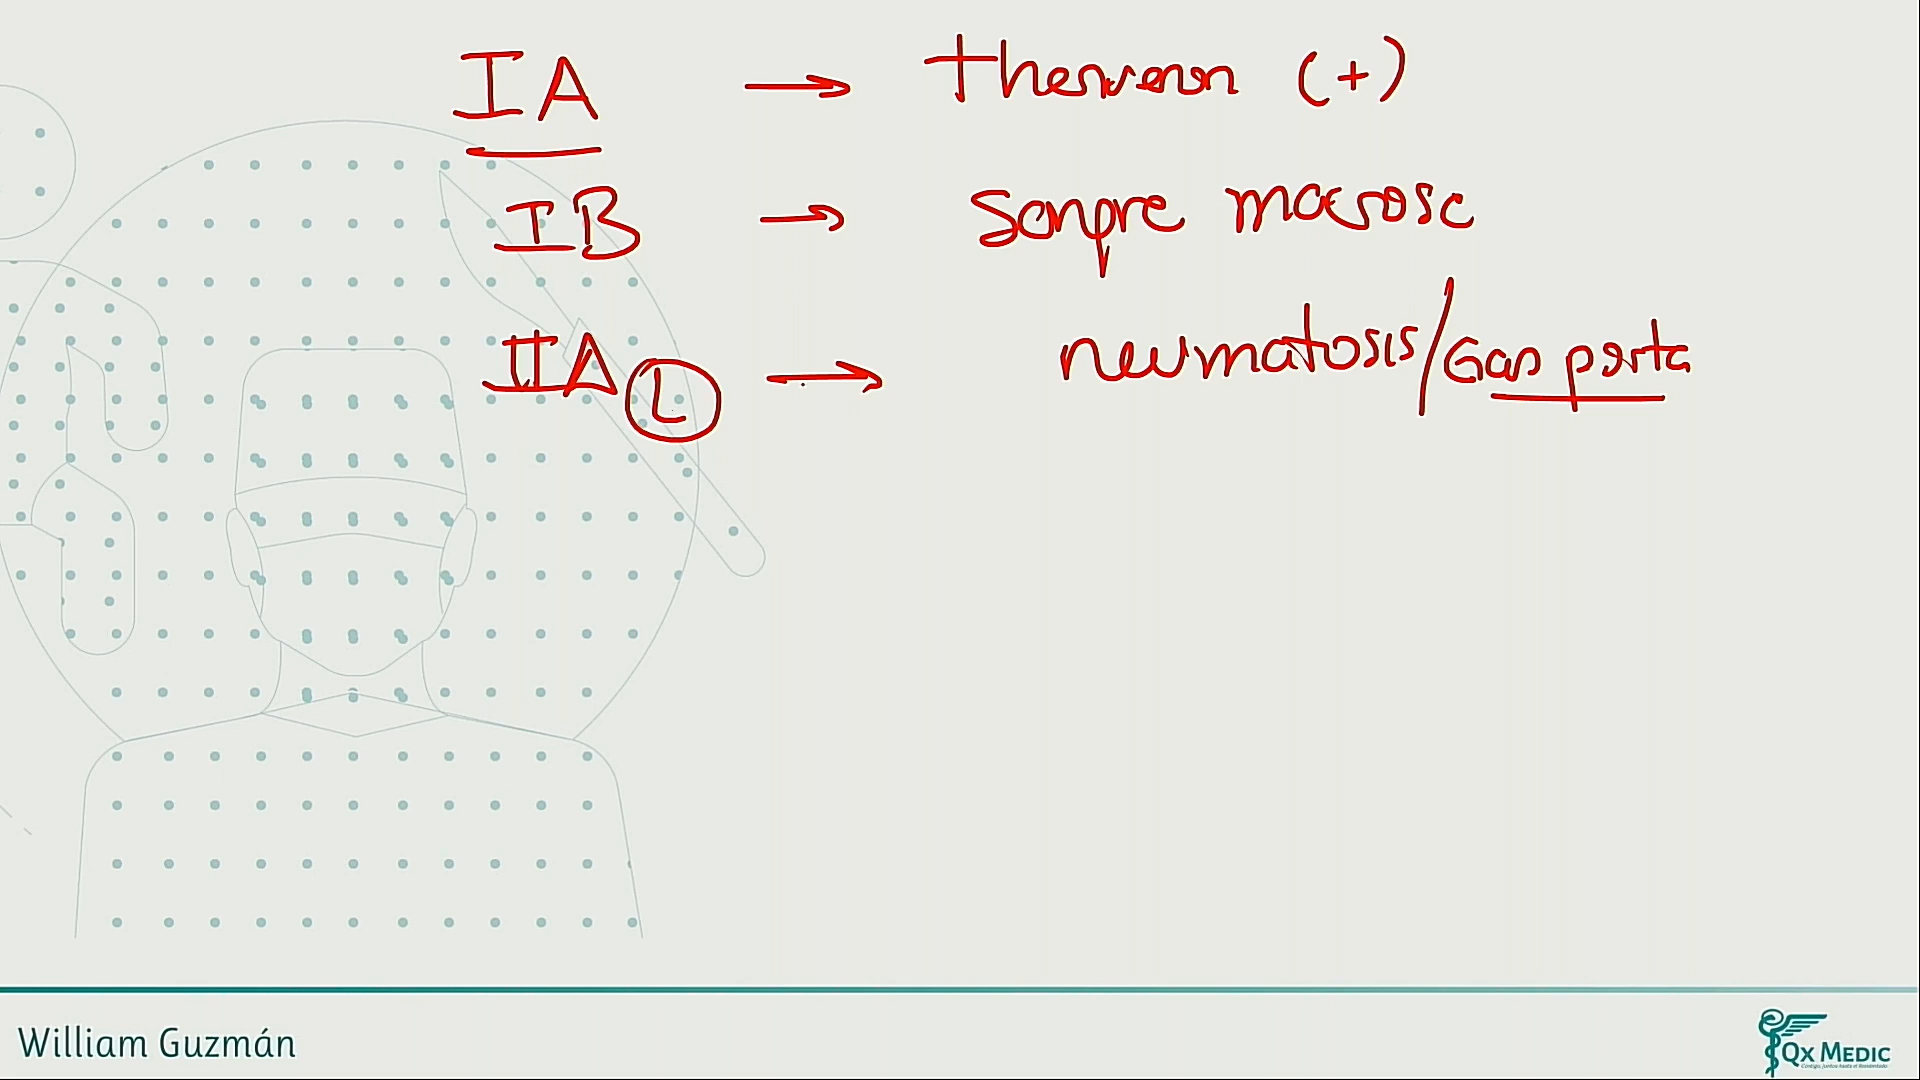 IA → Thervenon (+)
IB → Sangre macrosc
IIA L → neumatosis/Gas porta
William Guzmán
Qx MEDIC